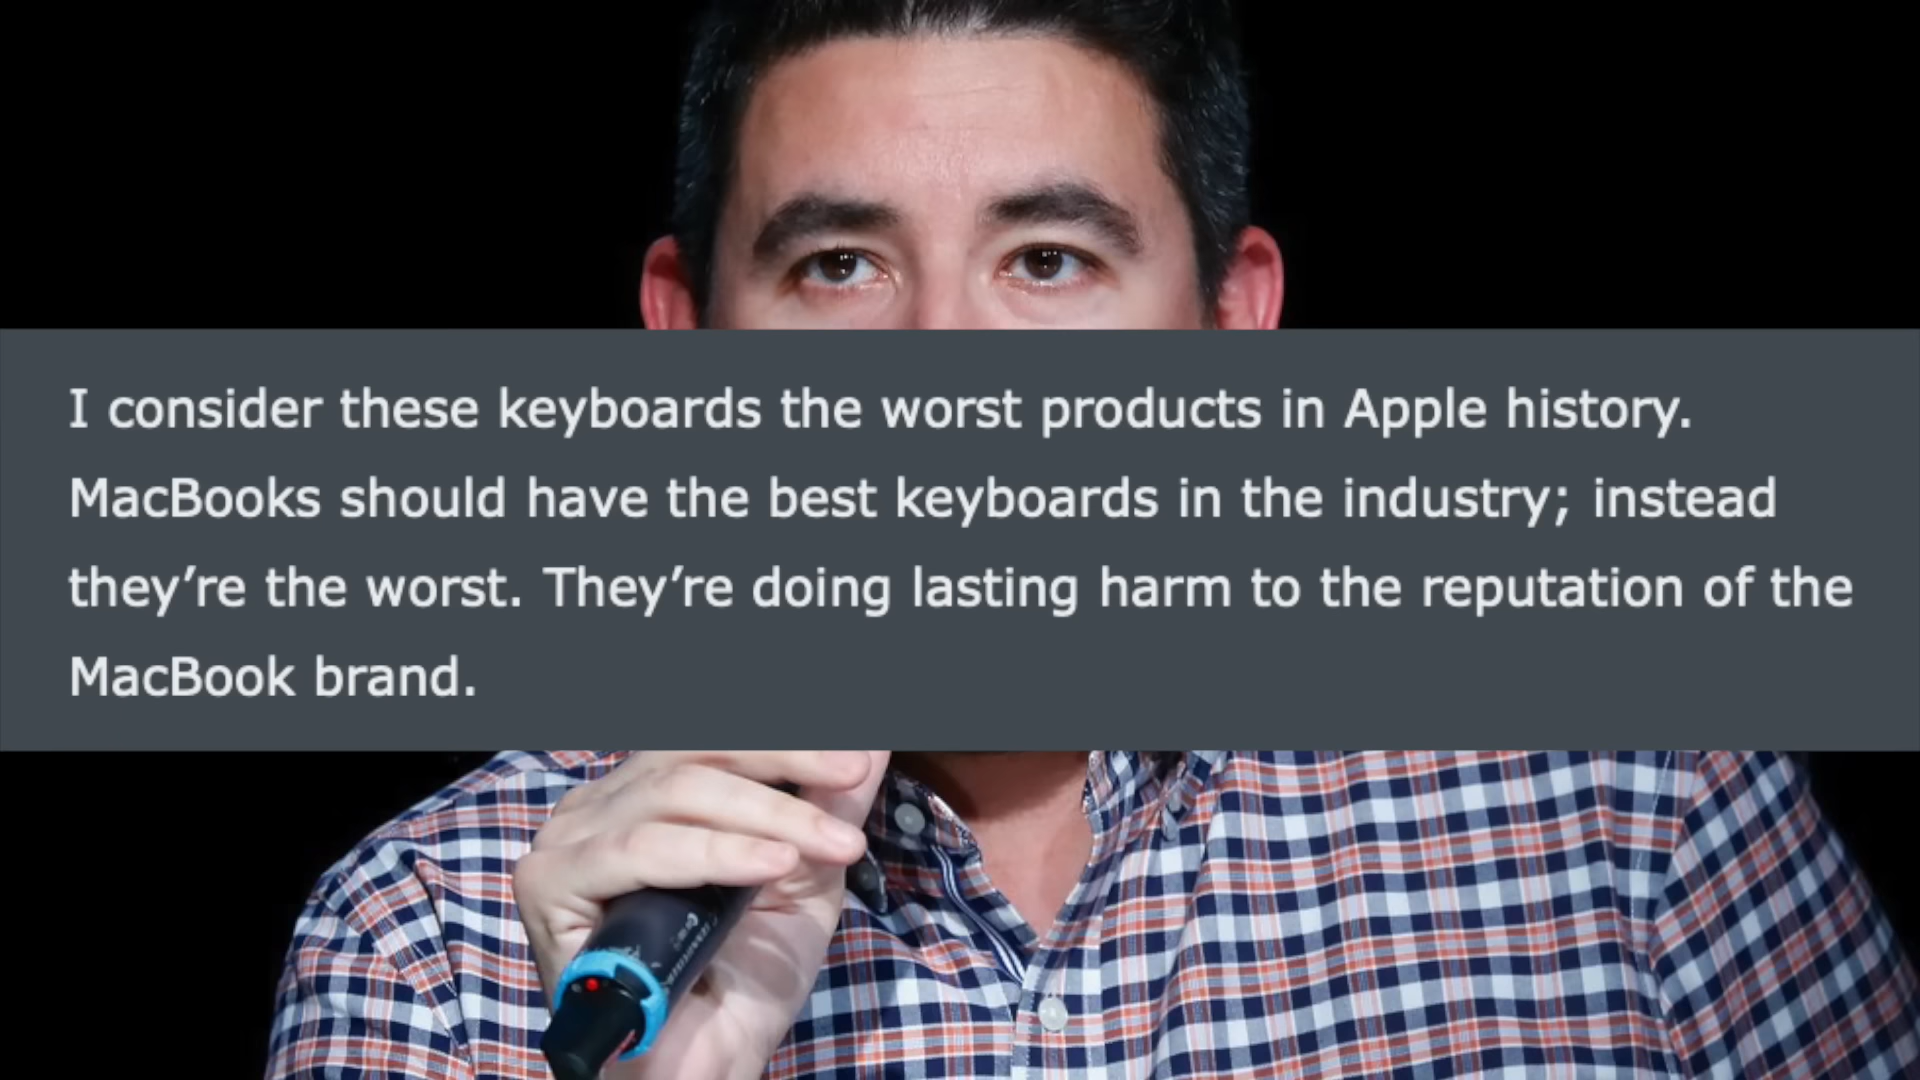 I consider these keyboards the worst products in Apple history.
MacBooks should have the best keyboards in the industry; instead
they’re the worst. They’re doing lasting harm to the reputation of the
MacBook brand.